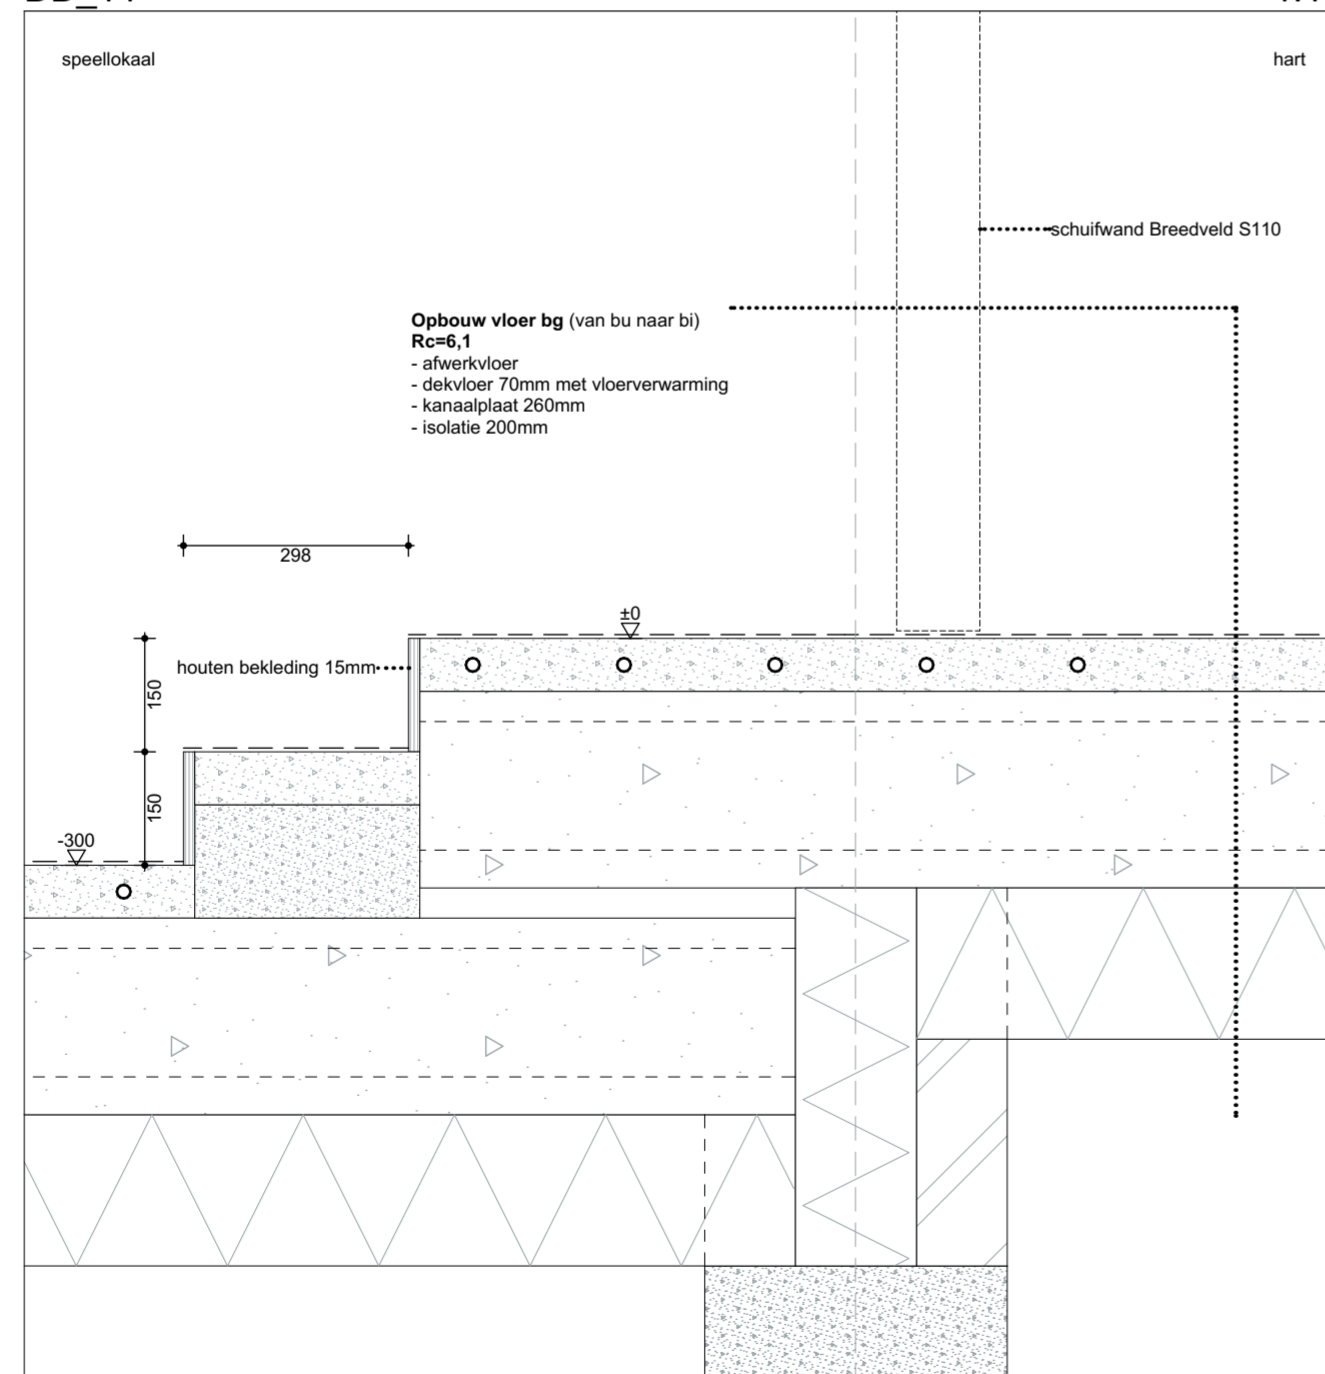 speellokaal
hart
schuifwand Breedveld S110
Opbouw vloer bg (van bu naar bi)
Rc=6,1
- afwerkvloer
- dekvloer 70mm met vloerverwarming
- kanaalplaat 260mm
- isolatie 200mm
298
±0
houten bekleding 15mm
150
150
-300